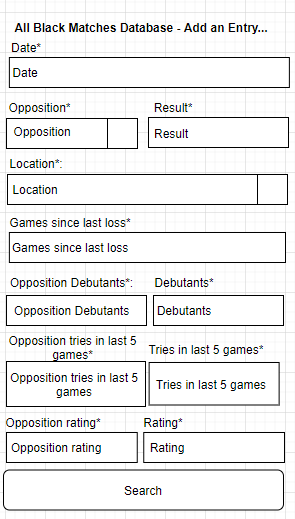 All Black Matches Database - Add an Entry...
Date*
Date
Opposition* Result*
Opposition Result
Location*:
Location
Games since last loss*
Games since last loss
Opposition Debutants*: Debutants*
Opposition Debutants Debutants
Opposition tries in last 5
games*
Tries in last 5 games*
Opposition tries in last 5
games
Tries in last 5 games
Opposition rating* Rating*
Opposition rating Rating
Search